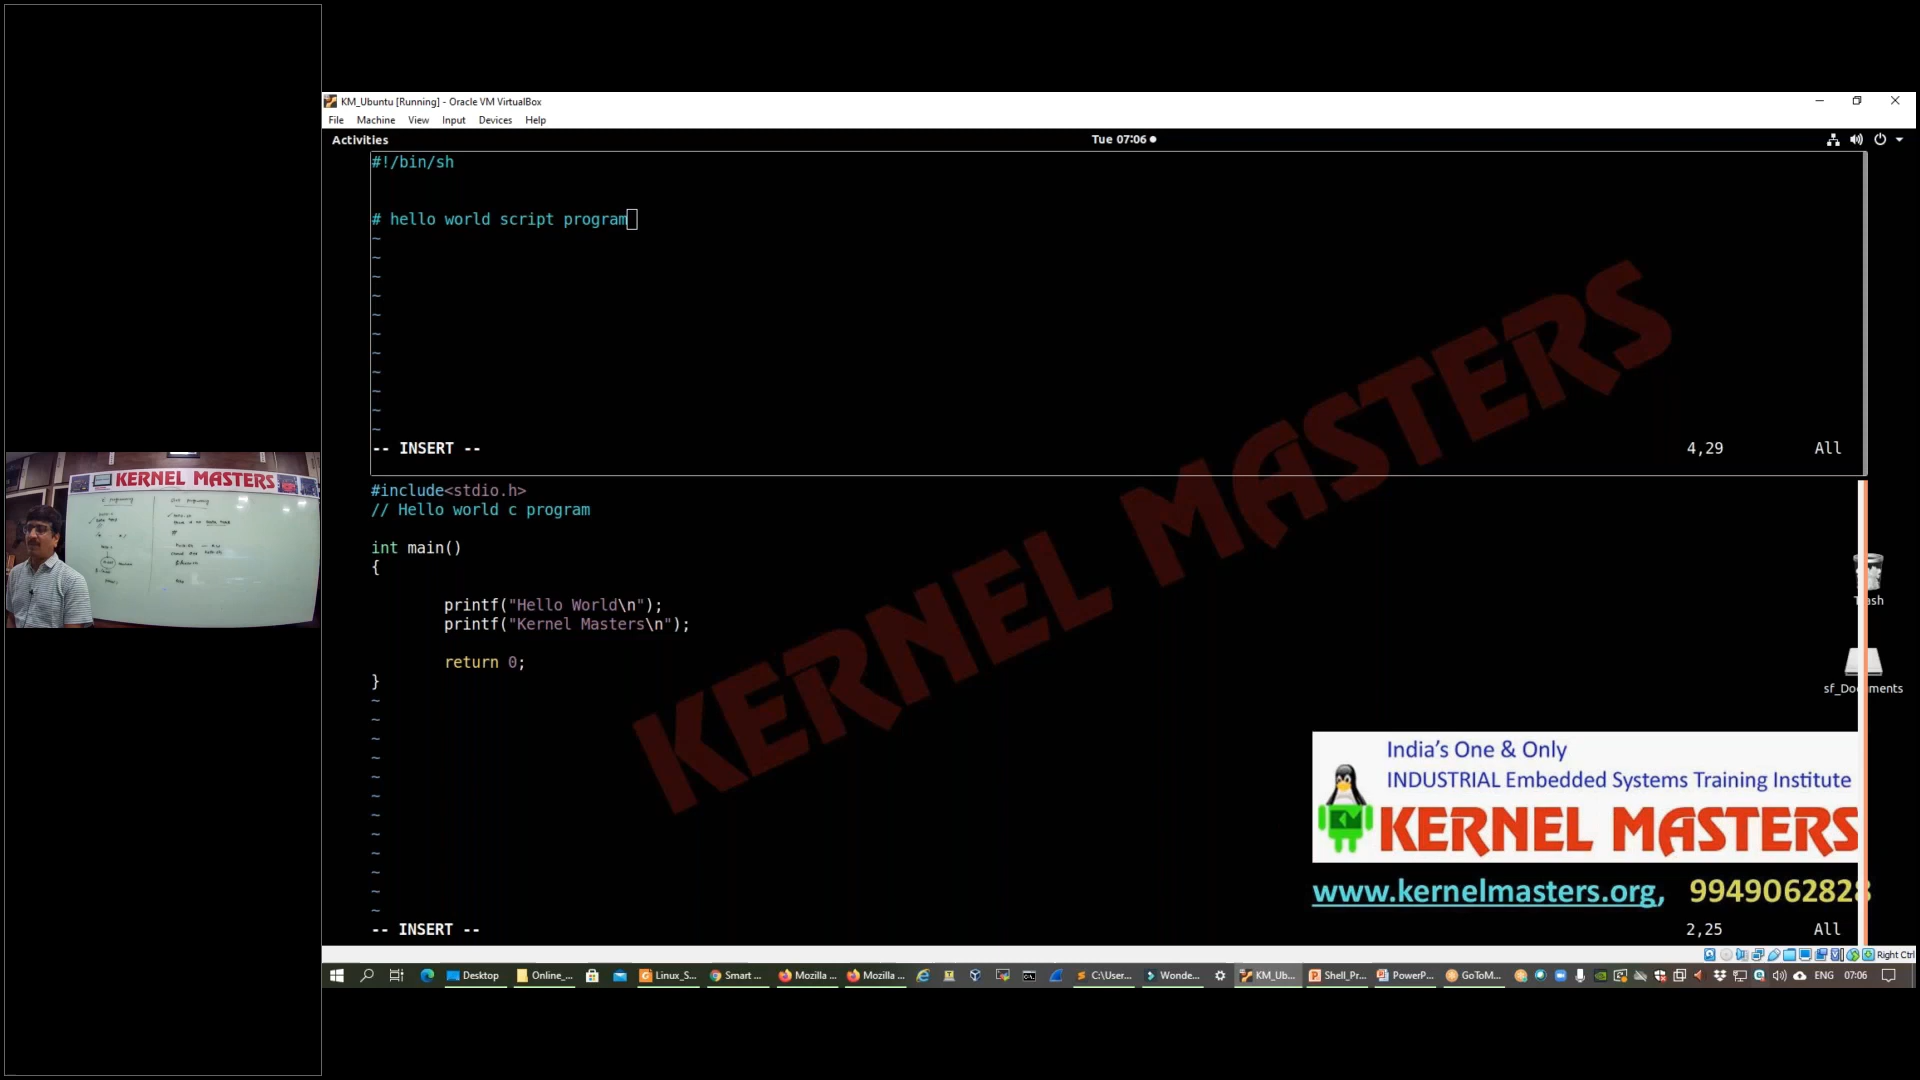 KM_Ubuntu [Running] - Oracle VM VirtualBox
File Machine View Input Devices Help
Activities
Tue 07:06
#!/bin/sh
# hello world script program
~
~
~
~
~
~
~
~
~
~
~
-- INSERT --
4,29
All
#include<stdio.h>
// Hello world c program
int main()
{
printf("Hello World\n");
printf("Kernel Masters\n");
return 0;
}
~
~
~
~
~
~
~
~
~
~
~
~
-- INSERT --
2,25
All
KERNEL MASTERS
KERNEL MASTERS
Trash
sf_Documents
India's One & Only
INDUSTRIAL Embedded Systems Training Institute
KERNEL MASTERS
www.kernelmasters.org, 9949062828
Right Ctrl
Desktop
Online_...
Linux_S...
Smart ...
Mozilla ...
Mozilla ...
C:\User...
Wonde...
KM_Ub...
Shell_Pr...
PowerP...
GoToM...
ENG
07:06